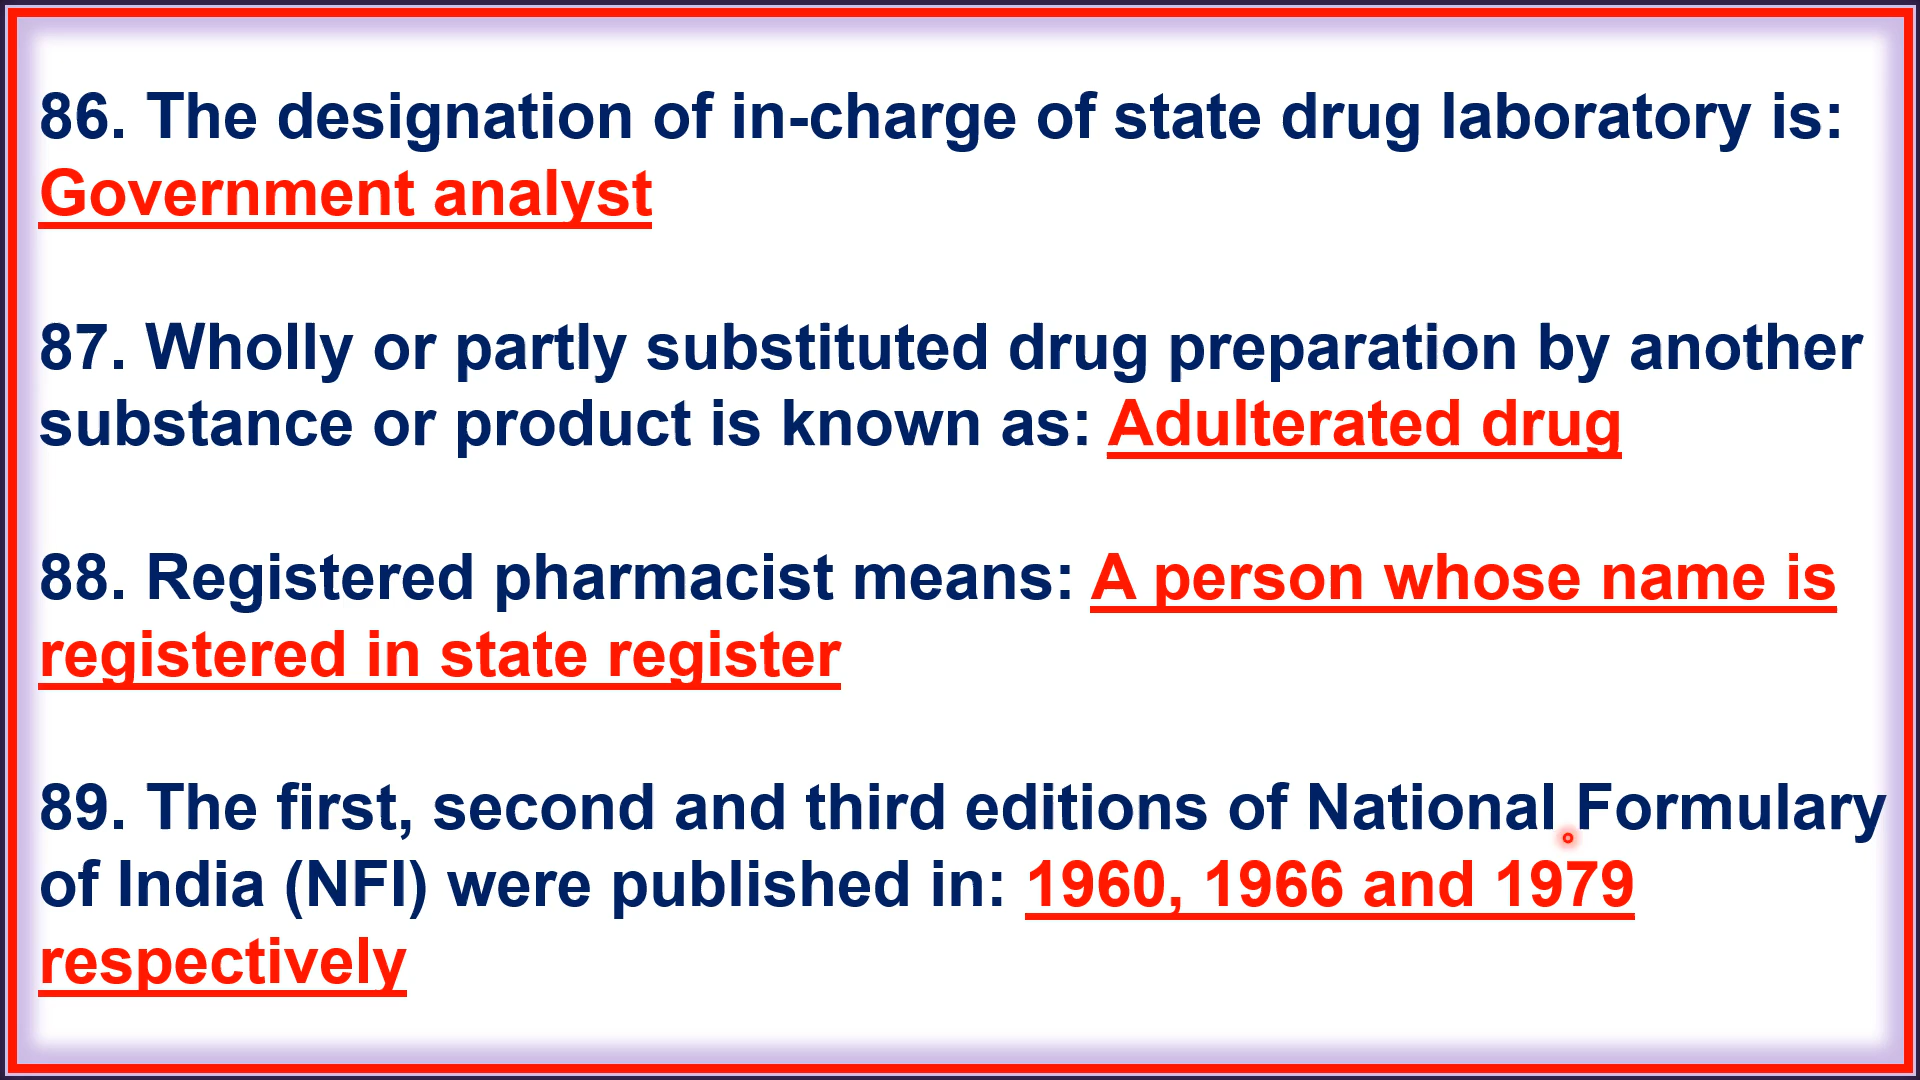 86. The designation of in-charge of state drug laboratory is:
Government analyst
87. Wholly or partly substituted drug preparation by another
substance or product is known as: Adulterated drug
88. Registered pharmacist means: A person whose name is
registered in state register
89. The first, second and third editions of National Formulary
of India (NFI) were published in: 1960, 1966 and 1979
respectively